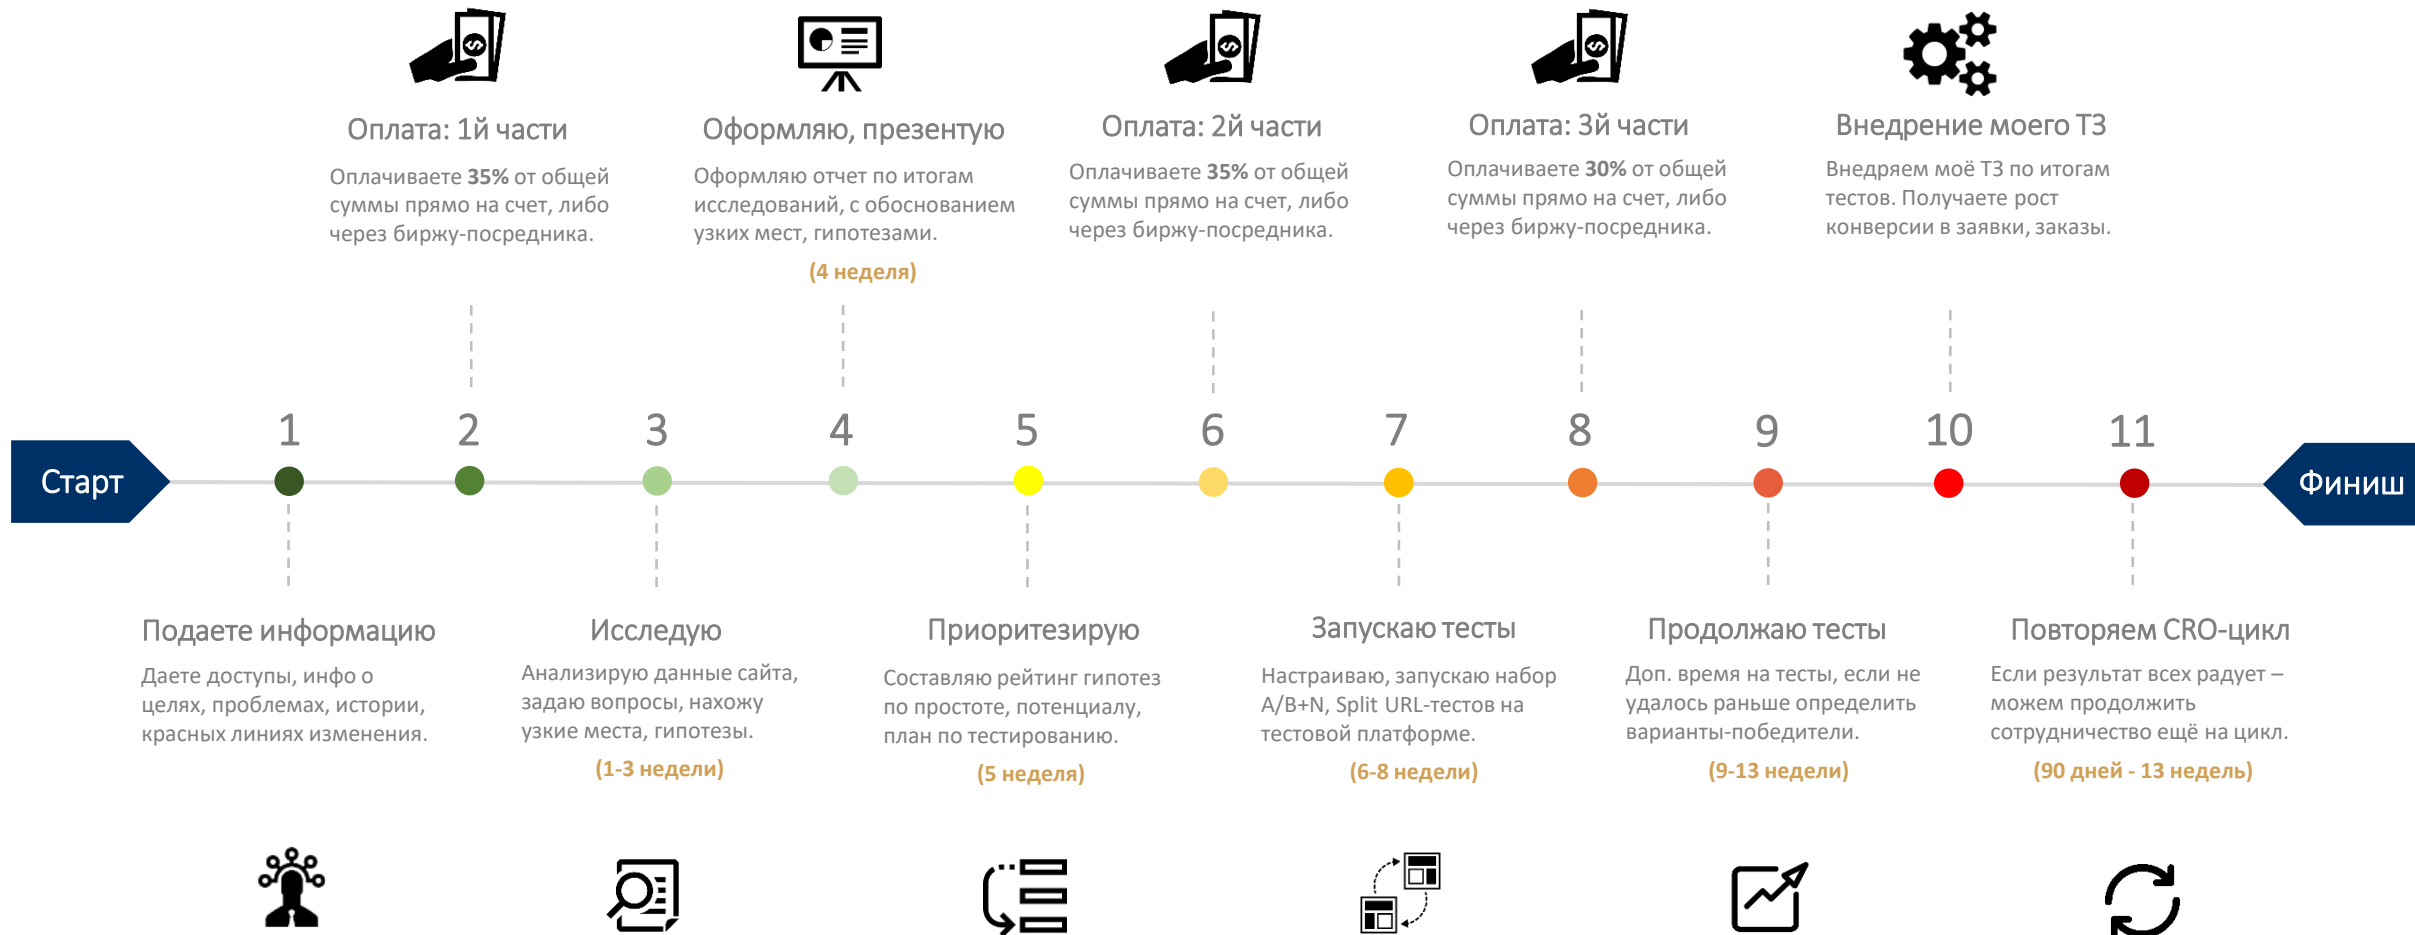 Оплата: 1й части
Оплачиваете 35% от общей
суммы прямо на счет, либо
через биржу-посредника.
Оформляю, презентую
Оформляю отчет по итогам
исследований, с обоснованием
узких мест, гипотезами.
(4 неделя)
Оплата: 2й части
Оплачиваете 35% от общей
суммы прямо на счет, либо
через биржу-посредника.
Оплата: 3й части
Оплачиваете 30% от общей
суммы прямо на счет, либо
через биржу-посредника.
Внедрение моего ТЗ
Внедряем моё ТЗ по итогам
тестов. Получаете рост
конверсии в заявки, заказы.
Старт
1
2
3
4
5
6
7
8
9
10
11
Финиш
Подаете информацию
Даете доступы, инфо о
целях, проблемах, истории,
красных линиях изменения.
Исследую
Анализирую данные сайта,
задаю вопросы, нахожу
узкие места, гипотезы.
(1-3 недели)
Приоритезирую
Составляю рейтинг гипотез
по простоте, потенциалу,
план по тестированию.
(5 неделя)
Запускаю тесты
Настраиваю, запускаю набор
A/B+N, Split URL-тестов на
тестовой платформе.
(6-8 недели)
Продолжаю тесты
Доп. время на тесты, если не
удалось раньше определить
варианты-победители.
(9-13 недели)
Повторяем CRO-цикл
Если результат всех радует –
можем продолжить
сотрудничество ещё на цикл.
(90 дней - 13 недель)